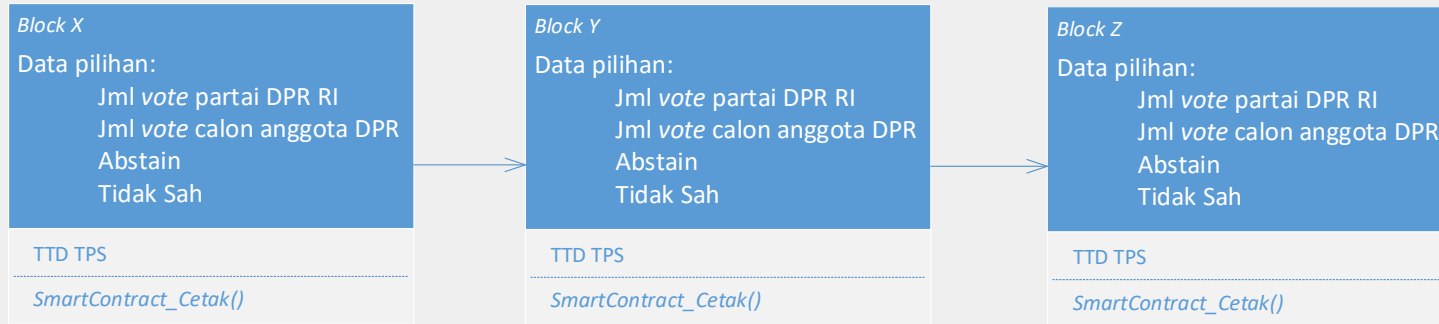 Block X
Data pilihan:
Jml vote partai DPR RI
Jml vote calon anggota DPR
Abstain
Tidak Sah
TTD TPS
SmartContract_Cetak()
Block Y
Data pilihan:
Jml vote partai DPR RI
Jml vote calon anggota DPR
Abstain
Tidak Sah
TTD TPS
SmartContract_Cetak()
Block Z
Data pilihan:
Jml vote partai DPR RI
Jml vote calon anggota DPR
Abstain
Tidak Sah
TTD TPS
SmartContract_Cetak()